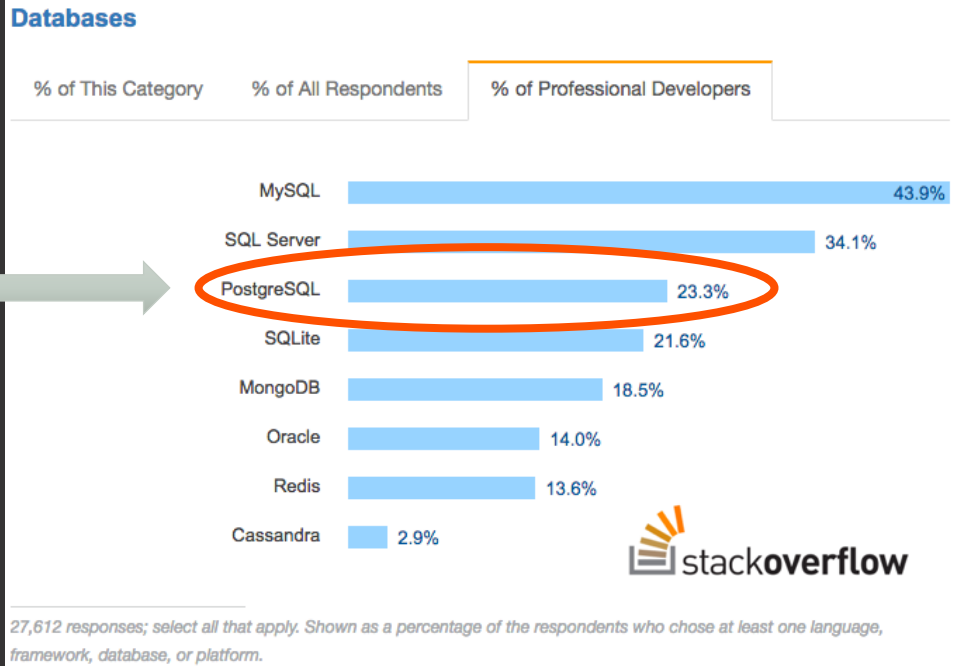 Databases
% of This Category
% of All Respondents
% of Professional Developers
MySQL 43.9%
SQL Server 34.1%
PostgreSQL 23.3%
SQLite 21.6%
MongoDB 18.5%
Oracle 14.0%
Redis 13.6%
Cassandra 2.9%
stackoverflow
27,612 responses; select all that apply. Shown as a percentage of the respondents who chose at least one language,
framework, database, or platform.